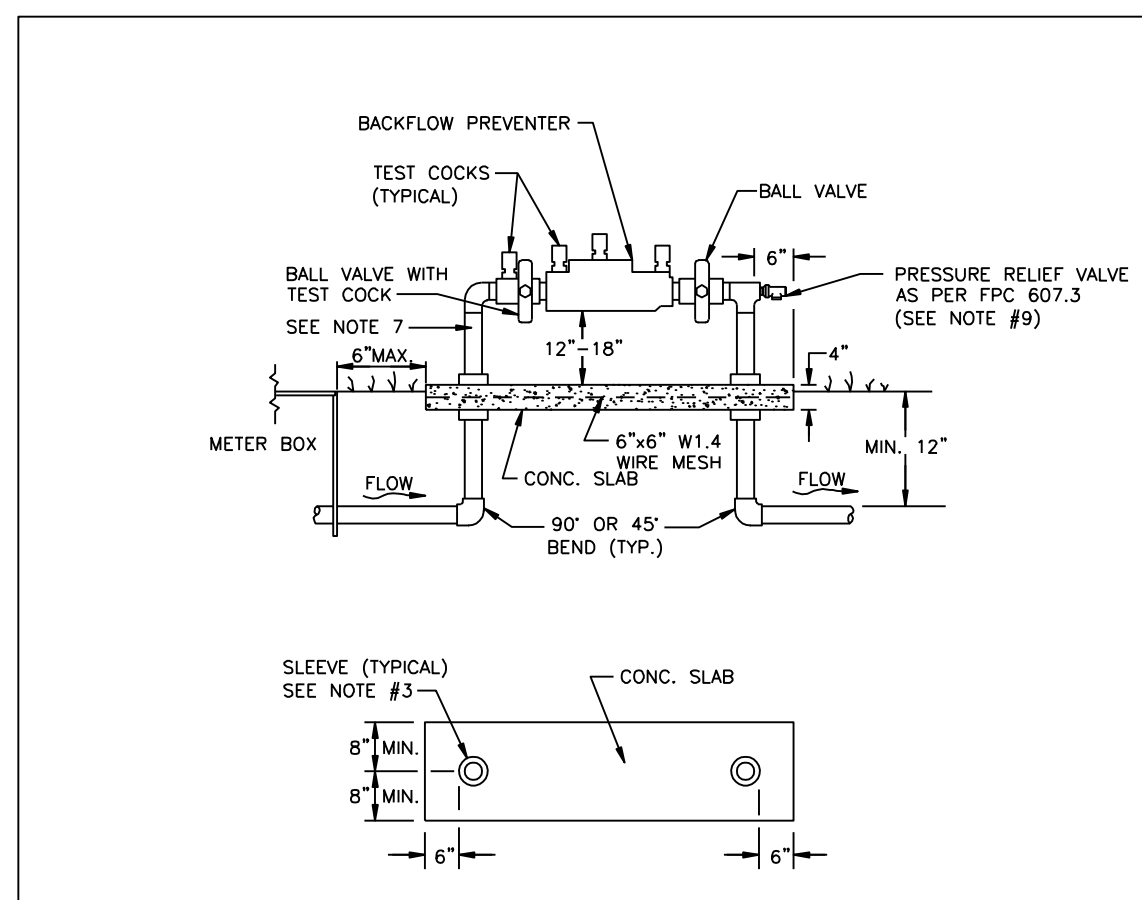 BACKFLOW PREVENTER
TEST COCKS
(TYPICAL)
BALL VALVE
6"
BALL VALVE WITH
TEST COCK
PRESSURE RELIEF VALVE
AS PER FPC 607.3
(SEE NOTE #9)
SEE NOTE 7
12"-18"
6"MAX.
4"
METER BOX
6"x6" W1.4
WIRE MESH
MIN. 12"
CONC. SLAB
FLOW
FLOW
90° OR 45°
BEND (TYP.)
SLEEVE (TYPICAL)
SEE NOTE #3
CONC. SLAB
8" MIN.
8" MIN.
6"
6"